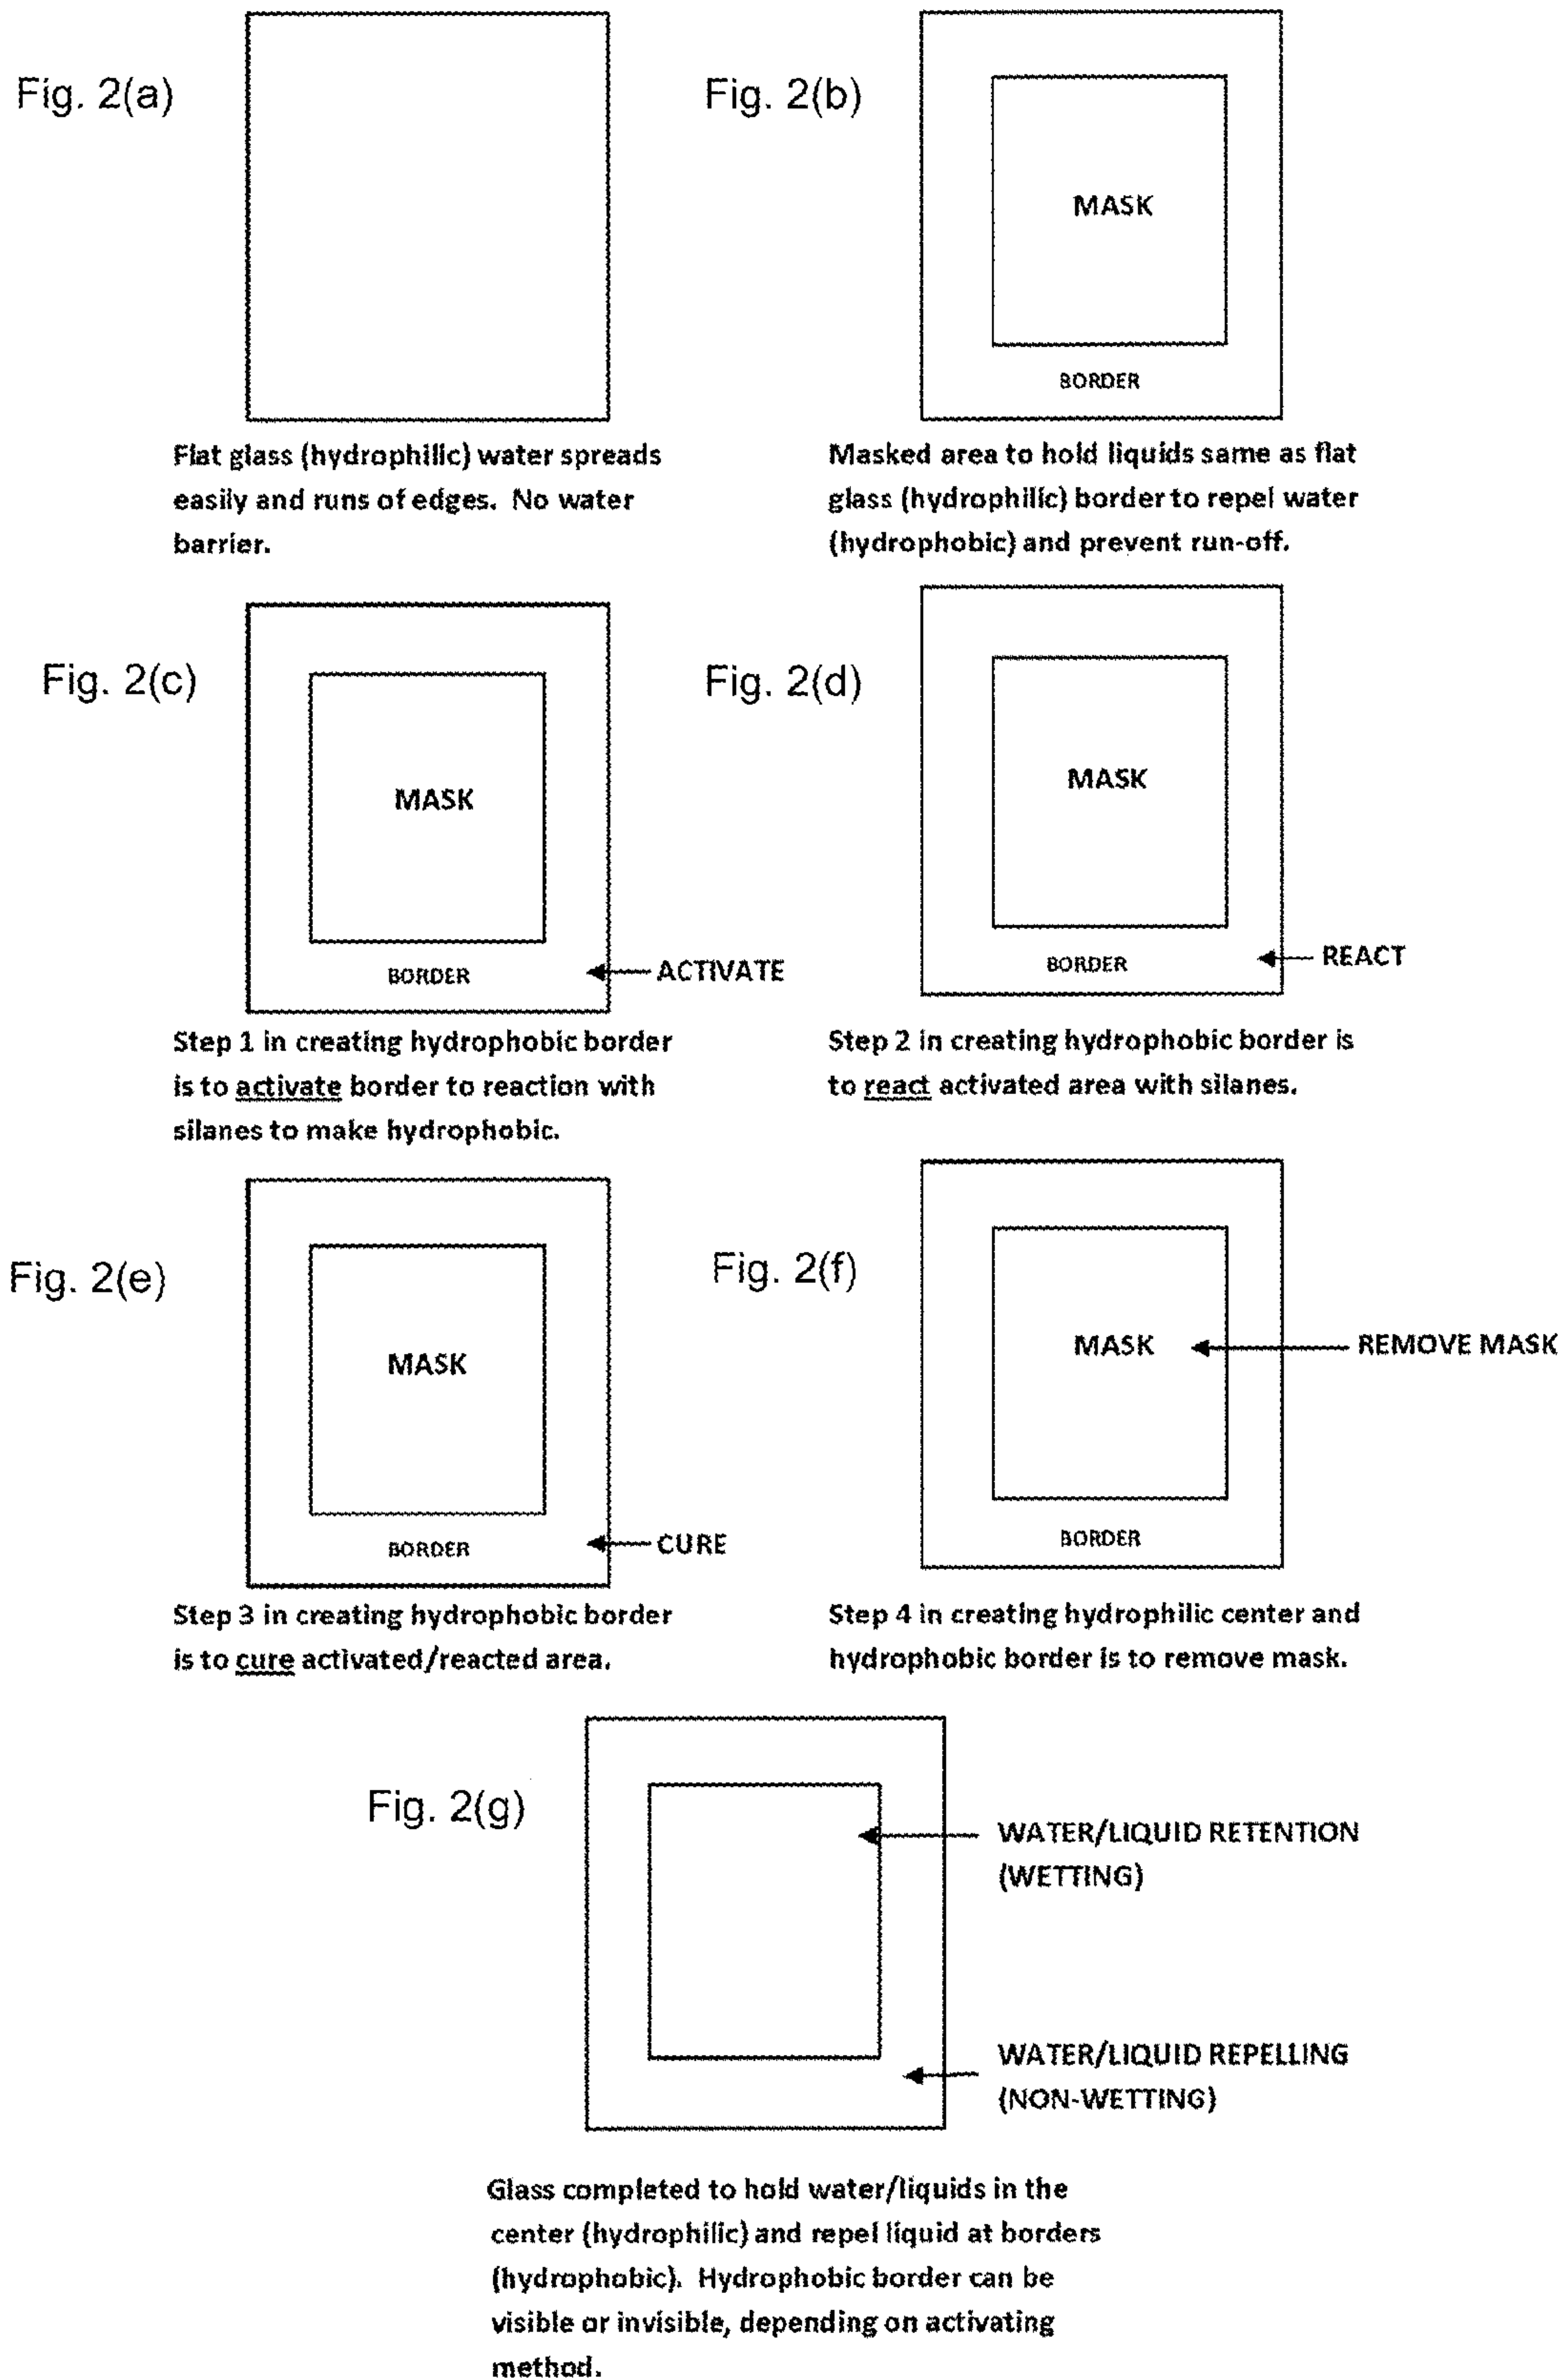 Fig. 2(a)
Flat glass (hydrophilic) water spreads
easily and runs of edges. No water
barrier.
Fig. 2(b)
MASK
BORDER
Masked area to hold liquids same as flat
glass (hydrophilic) border to repel water
(hydrophobic) and prevent run-off.
Fig. 2(c)
MASK
BORDER
ACTIVATE
Step 1 in creating hydrophobic border
is to activate border to reaction with
silanes to make hydrophobic.
Fig. 2(d)
MASK
BORDER
REACT
Step 2 in creating hydrophobic border is
to react activated area with silanes.
Fig. 2(e)
MASK
BORDER
CURE
Step 3 in creating hydrophobic border
is to cure activated/reacted area.
Fig. 2(f)
MASK
REMOVE MASK
BORDER
Step 4 in creating hydrophilic center and
hydrophobic border is to remove mask.
Fig. 2(g)
WATER/LIQUID RETENTION
(WETTING)
WATER/LIQUID REPELLING
(NON-WETTING)
Glass completed to hold water/liquids in the
center (hydrophilic) and repel liquid at borders
(hydrophobic). Hydrophobic border can be
visible or invisible, depending on activating
method.